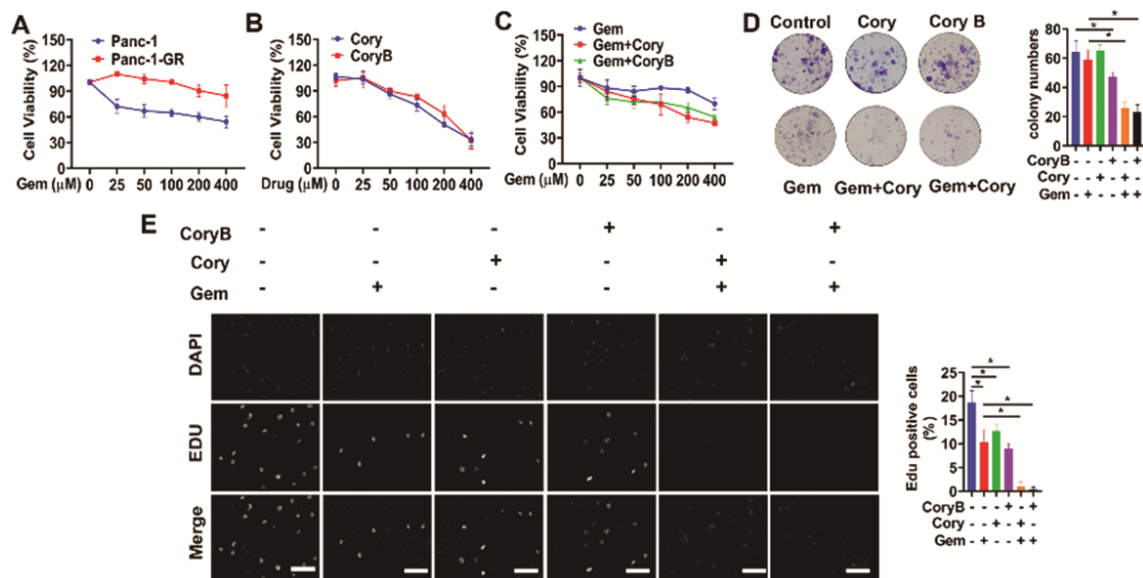 A
Panc-1
Panc-1-GR
Cell Viability (%)
150
120
90
60
30
0
Gem (μM) 0 25 50 100 200 400
B
Cory
CoryB
Cell Viability (%)
150
120
90
60
30
0
Drug (μM) 0 25 50 100 200 400
C
Gem
Gem+Cory
Gem+CoryB
Cell Viability (%)
150
120
90
60
30
0
Gem (μM) 0 25 50 100 200 400
D
Control Cory Cory B
Gem Gem+Cory Gem+Cory
colony numbers
80
60
40
20
0
* *
*
*
CoryB - - - + - +
Cory - - + - + -
Gem - + - - + +
E
CoryB - - - + - +
Cory - - + - + -
Gem - + - - + +
DAPI
EDU
Merge
Edu positive cells
(%)
25
20
15
10
5
0
*
*
*
*
*
CoryB - - - + - +
Cory - - + - + -
Gem - + - - + +